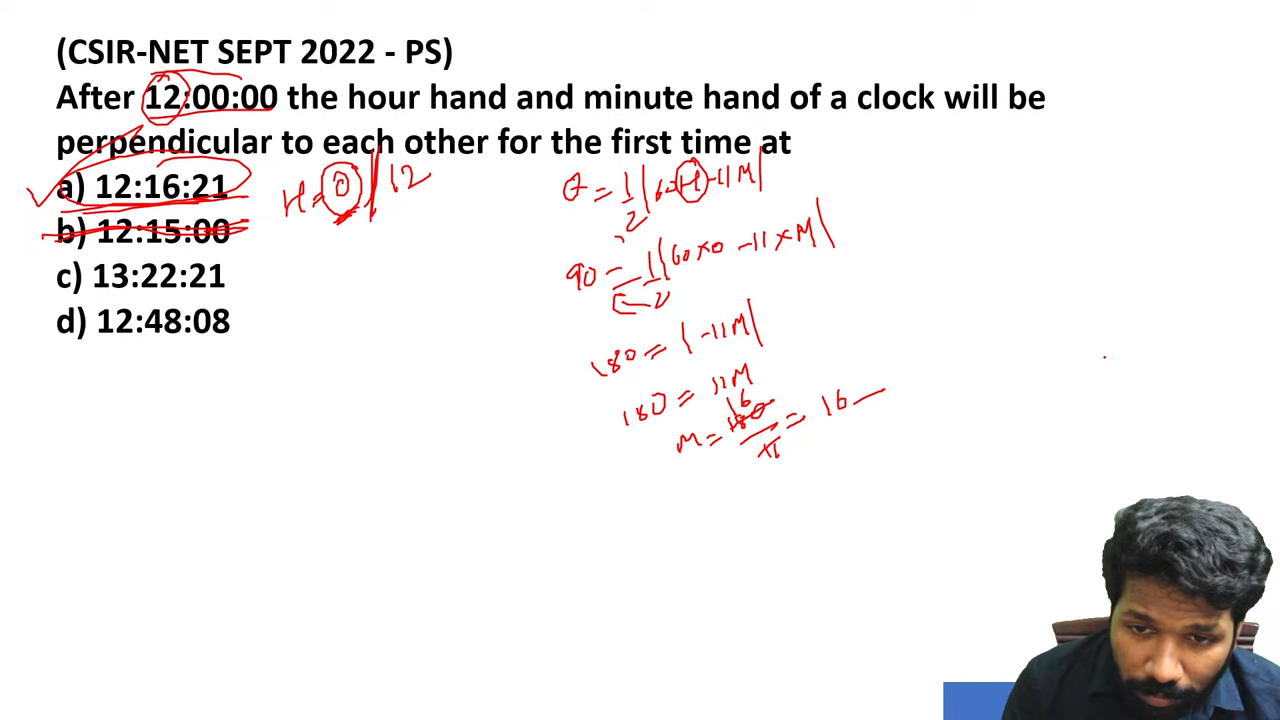 (CSIR-NET SEPT 2022 - PS)
After 12:00:00 the hour hand and minute hand of a clock will be
perpendicular to each other for the first time at
a) 12:16:21
b) 12:15:00
c) 13:22:21
d) 12:48:08
H = 0 / 12
θ = 1/2 |60H - 11M|
90 = 1/2 |60×0 - 11×M|
180 = |-11M|
180 = 11M
16
M = 180/11 = 16